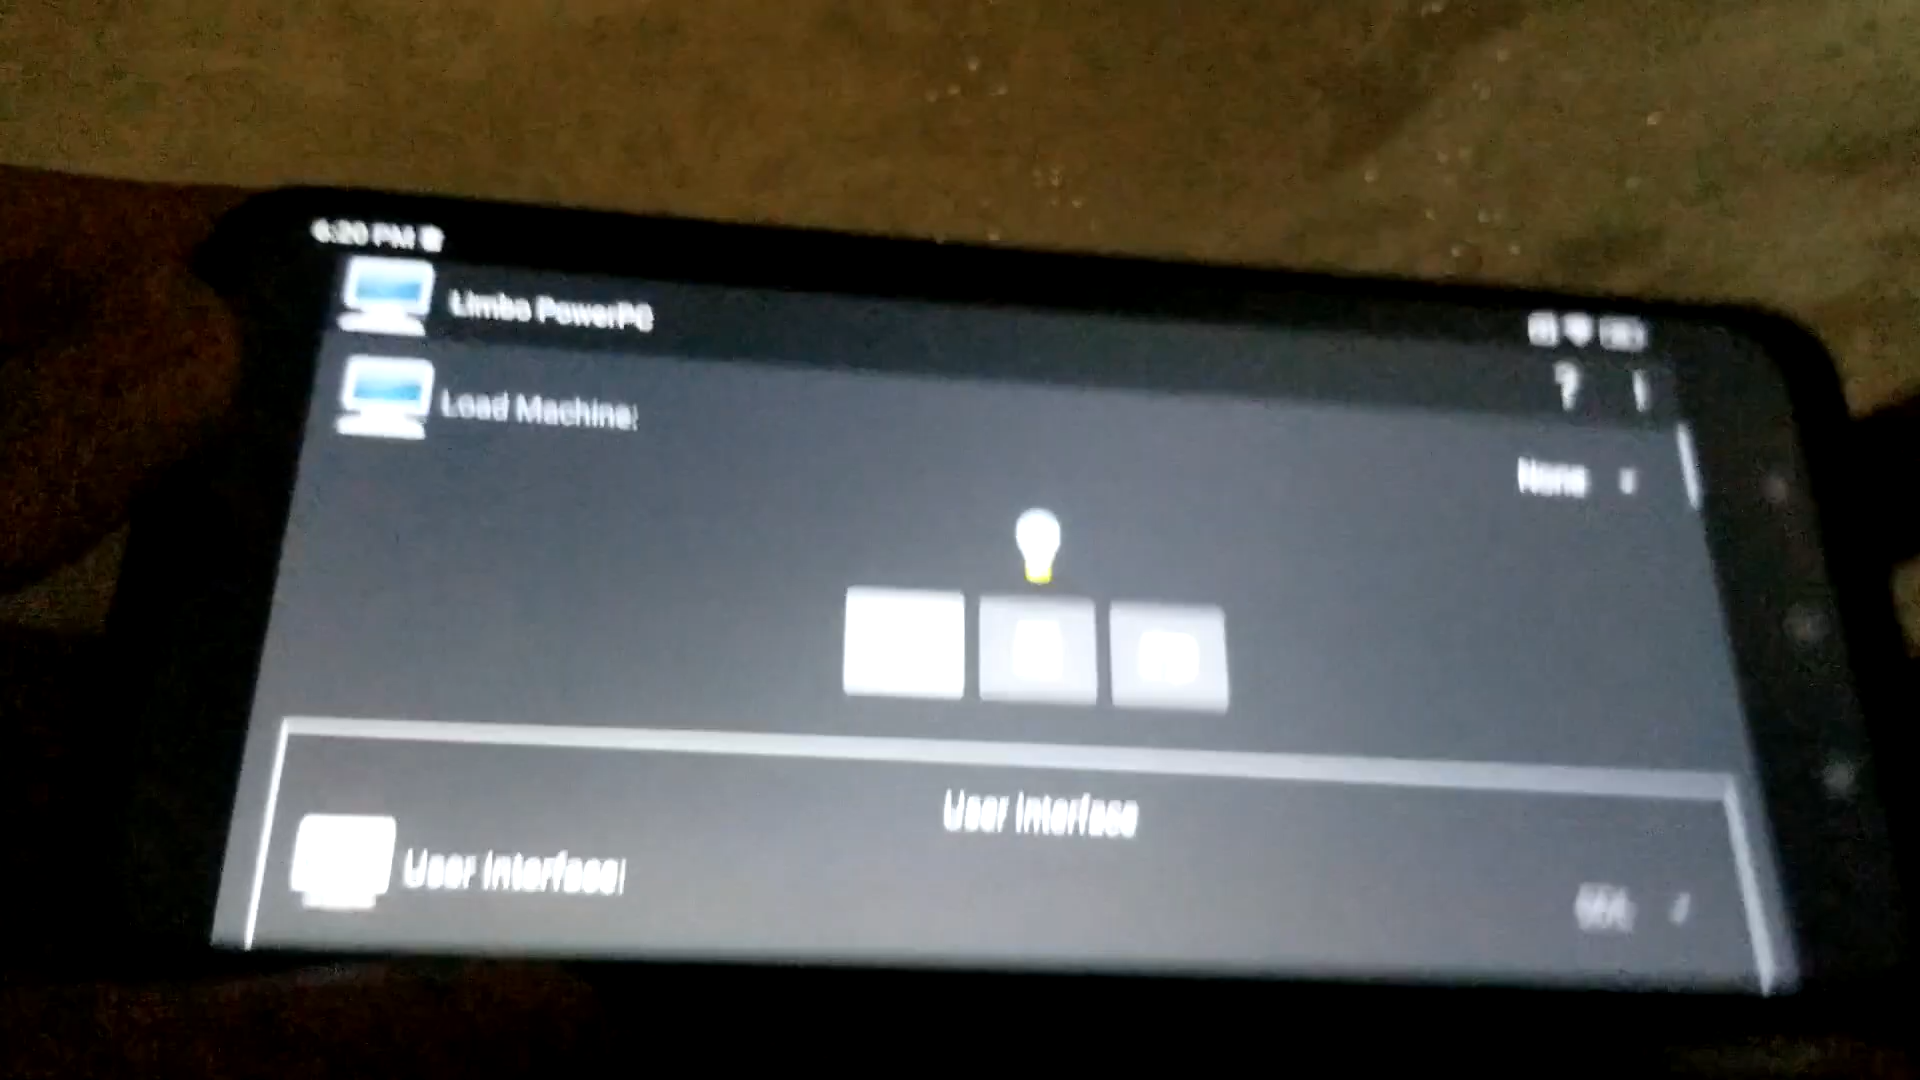 6:20 PM
Limbo PowerPC
? 
Load Machine:
None
User Interface
User Interface: